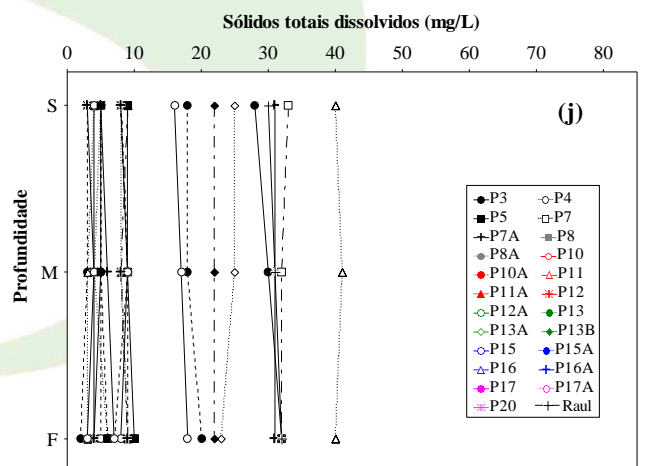 Sólidos totais dissolvidos (mg/L)
0 10 20 30 40 50 60 70 80
S
(j)
Profundidade
M
F
P3 P4
P5 P7
P7A P8
P8A P10
P10A P11
P11A P12
P12A P13
P13A P13B
P15 P15A
P16 P16A
P17 P17A
P20 Raul